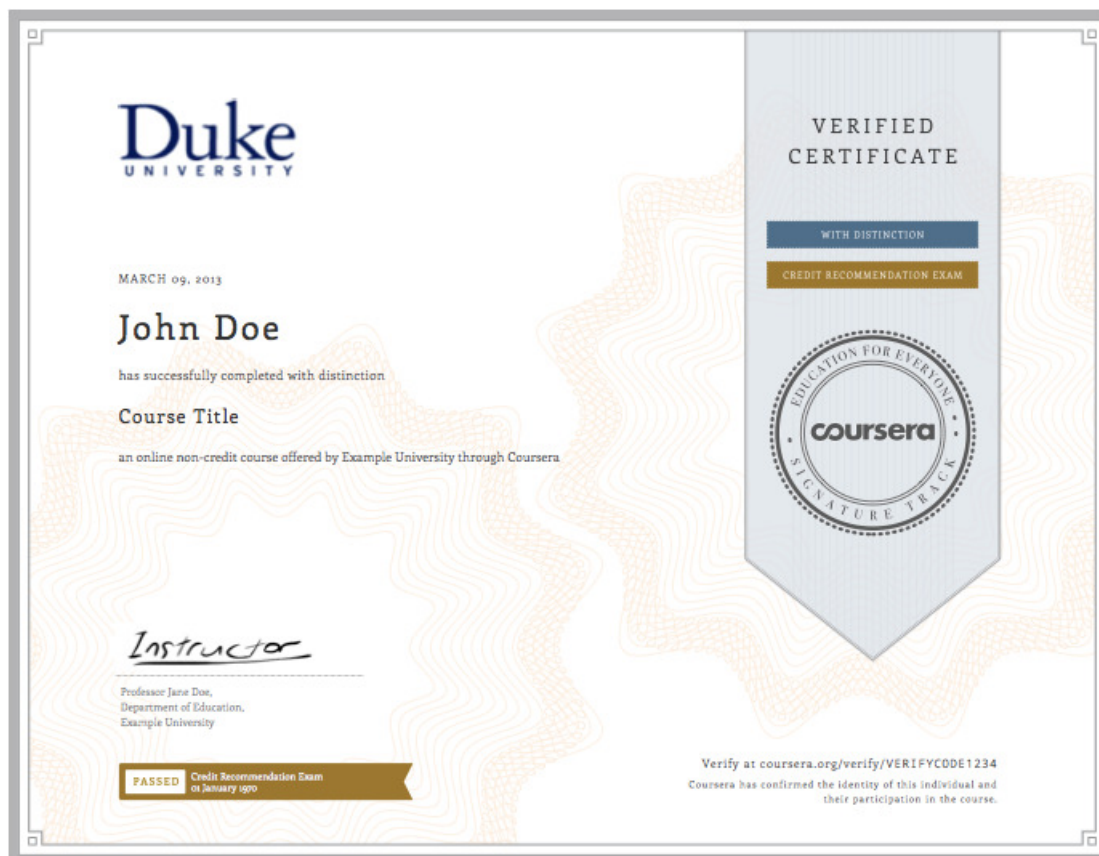 Duke
UNIVERSITY
MARCH 09, 2013
John Doe
has successfully completed with distinction
Course Title
an online non-credit course offered by Example University through Coursera
Instructor
Professor Jane Doe,
Department of Education,
Example University
PASSED
Credit Recommendation Exam
01 January 1970
VERIFIED
CERTIFICATE
WITH DISTINCTION
CREDIT RECOMMENDATION EXAM
EDUCATION FOR EVERYONE
coursera
SIGNATURE TRACK
Verify at coursera.org/verify/VERIFYCODE1234
Coursera has confirmed the identity of this individual and
their participation in the course.